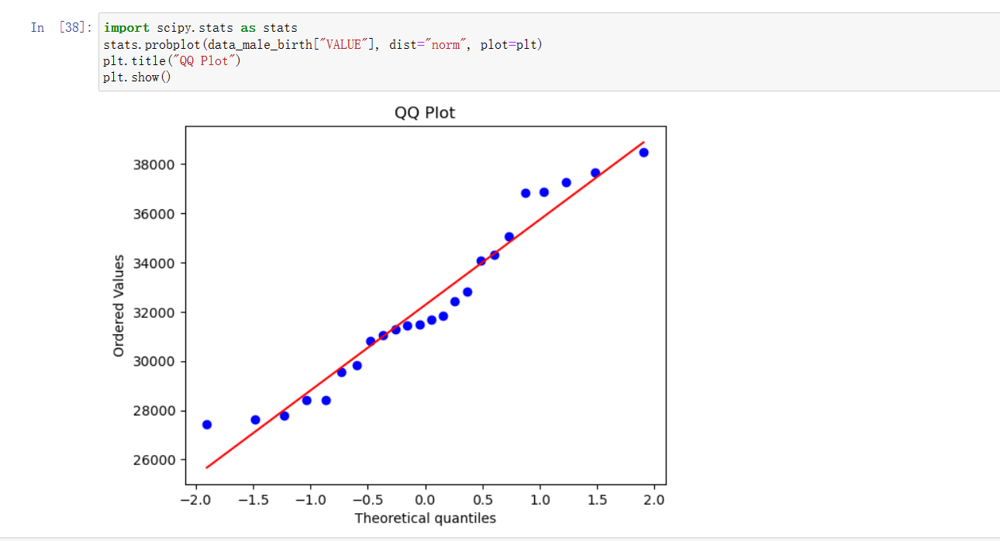 In [38]: import scipy.stats as stats
stats.probplot(data_male_birth["VALUE"], dist="norm", plot=plt)
plt.title("QQ Plot")
plt.show()
QQ Plot
38000
36000
34000
32000
30000
28000
26000
Ordered Values
−2.0 −1.5 −1.0 −0.5 0.0 0.5 1.0 1.5 2.0
Theoretical quantiles